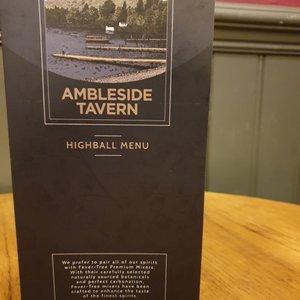 AMBLESIDE
TAVERN
HIGHBALL MENU
We prefer to pair all of our spirits
with Fever-Tree Premium Mixers.
With their carefully selected
naturally sourced botanicals
and perfect carbonation,
Fever-Tree mixers have been
crafted to enhance the taste
of the finest spirits.